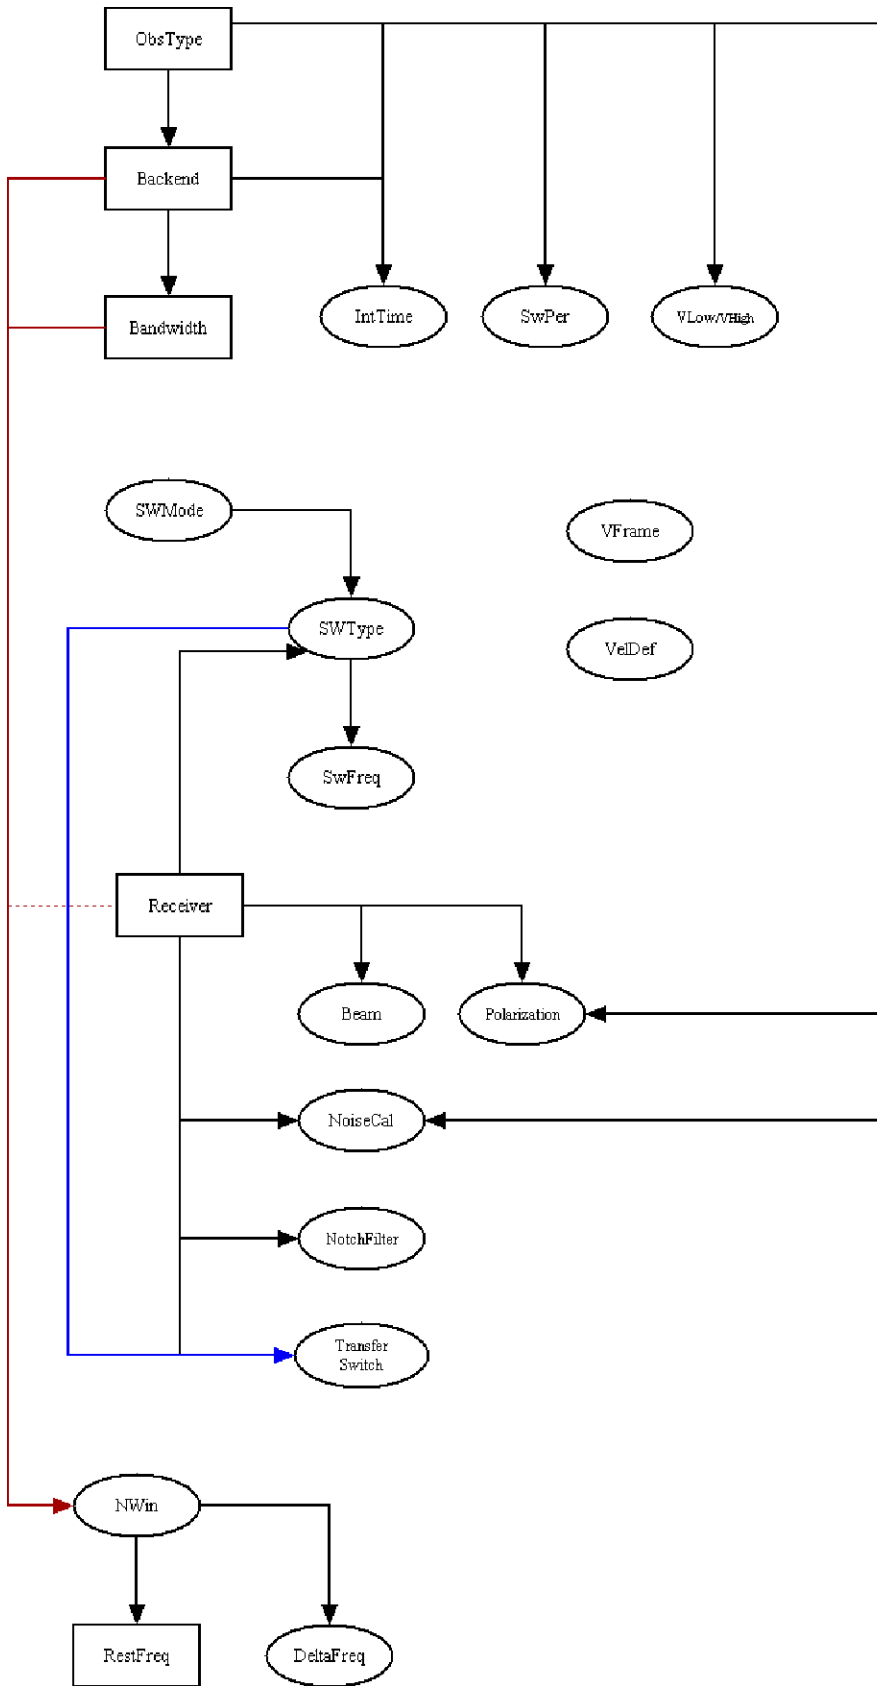 ObsType
Backend
Bandwidth
IntTime
SwPer
VLow/VHigh
SWMode
VFrame
SWType
VelDef
SwFreq
Receiver
Beam
Polarization
NoiseCal
NotchFilter
Transfer
Switch
NWin
RestFreq
DeltaFreq